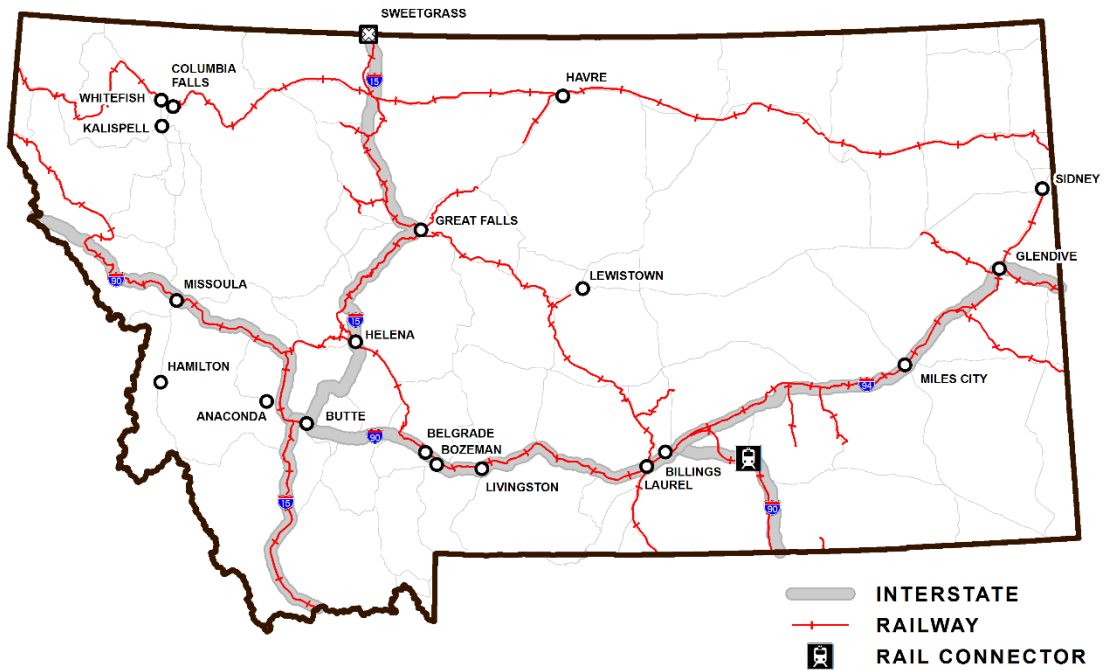 SWEETGRASS
15
COLUMBIA
FALLS
WHITEFISH
KALISPELL
HAVRE
SIDNEY
GREAT FALLS
GLENDIVE
LEWISTOWN
90
MISSOULA
15
HELENA
HAMILTON
MILES CITY
94
ANACONDA
BUTTE
90
BELGRADE
BOZEMAN
LIVINGSTON
BILLINGS
LAUREL
15
90
INTERSTATE
RAILWAY
RAIL CONNECTOR